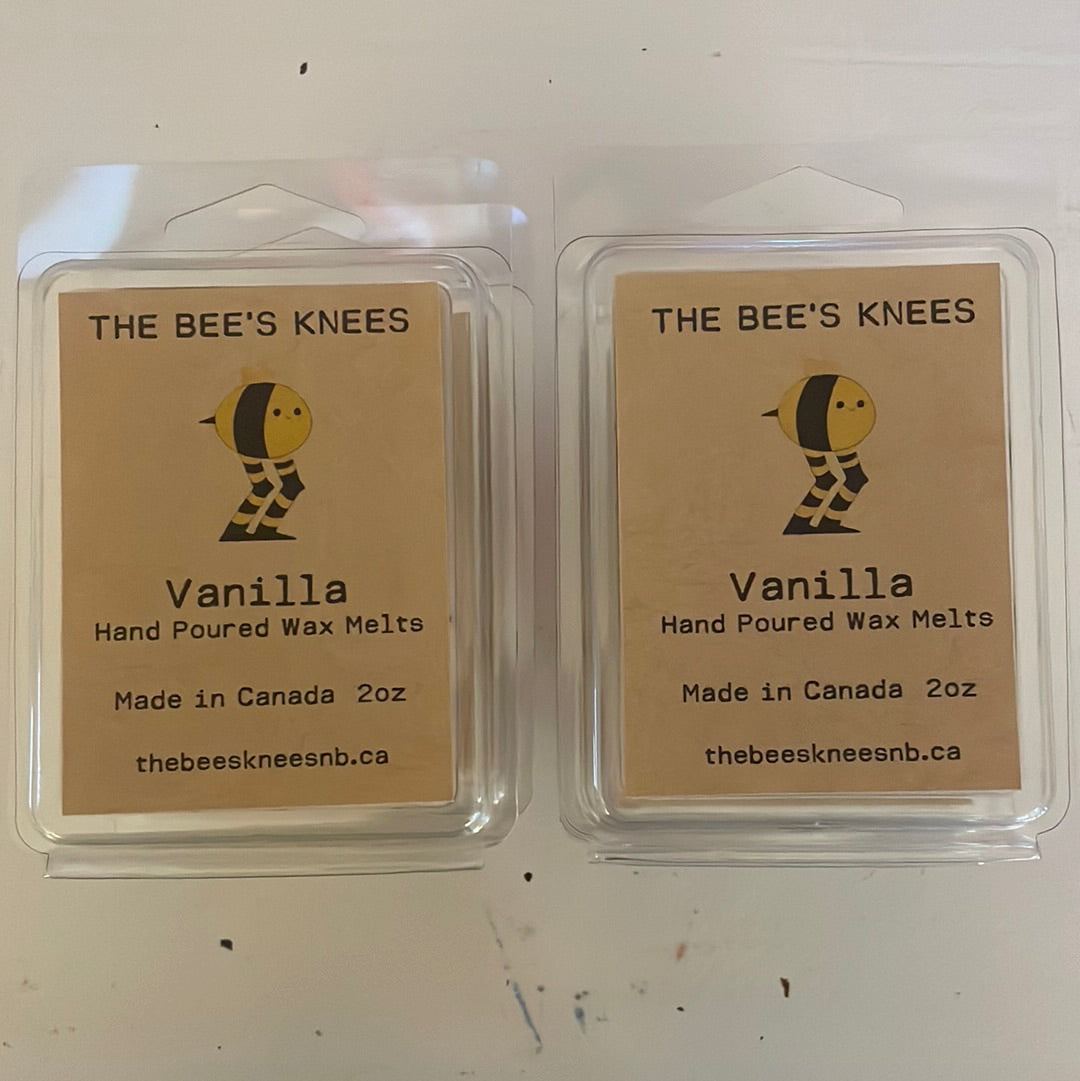 THE BEE'S KNEES
Vanilla
Hand Poured Wax Melts
Made in Canada 2oz
thebeeskneesnb.ca
THE BEE'S KNEES
Vanilla
Hand Poured Wax Melts
Made in Canada 2oz
thebeeskneesnb.ca